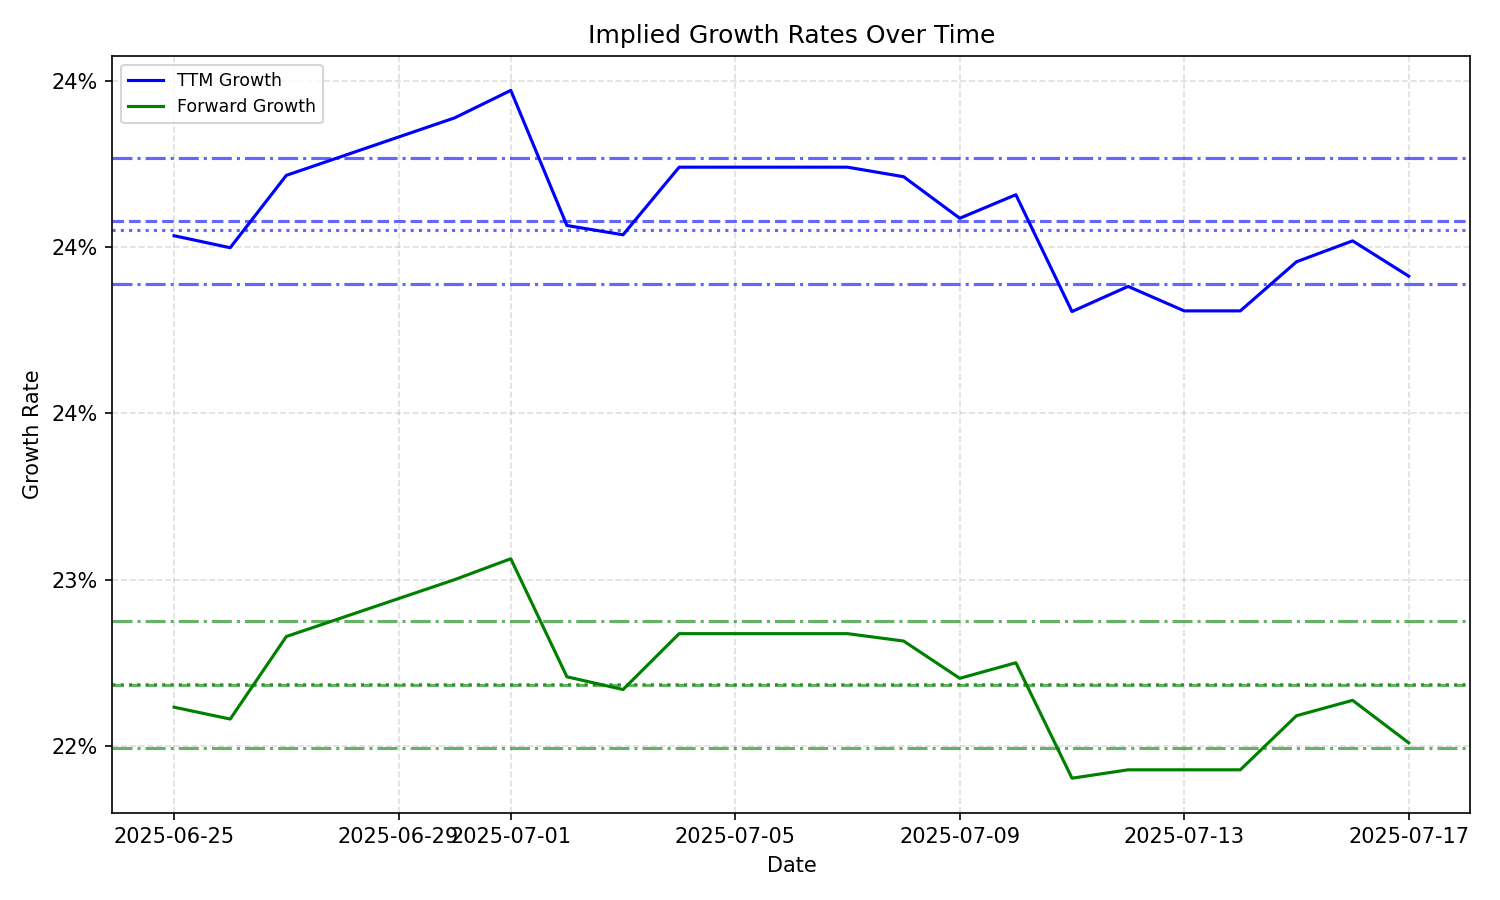 Implied Growth Rates Over Time
TTM Growth
Forward Growth
24%
24%
24%
23%
22%
Growth Rate
2025-06-25
2025-06-29
2025-07-01
2025-07-05
2025-07-09
2025-07-13
2025-07-17
Date